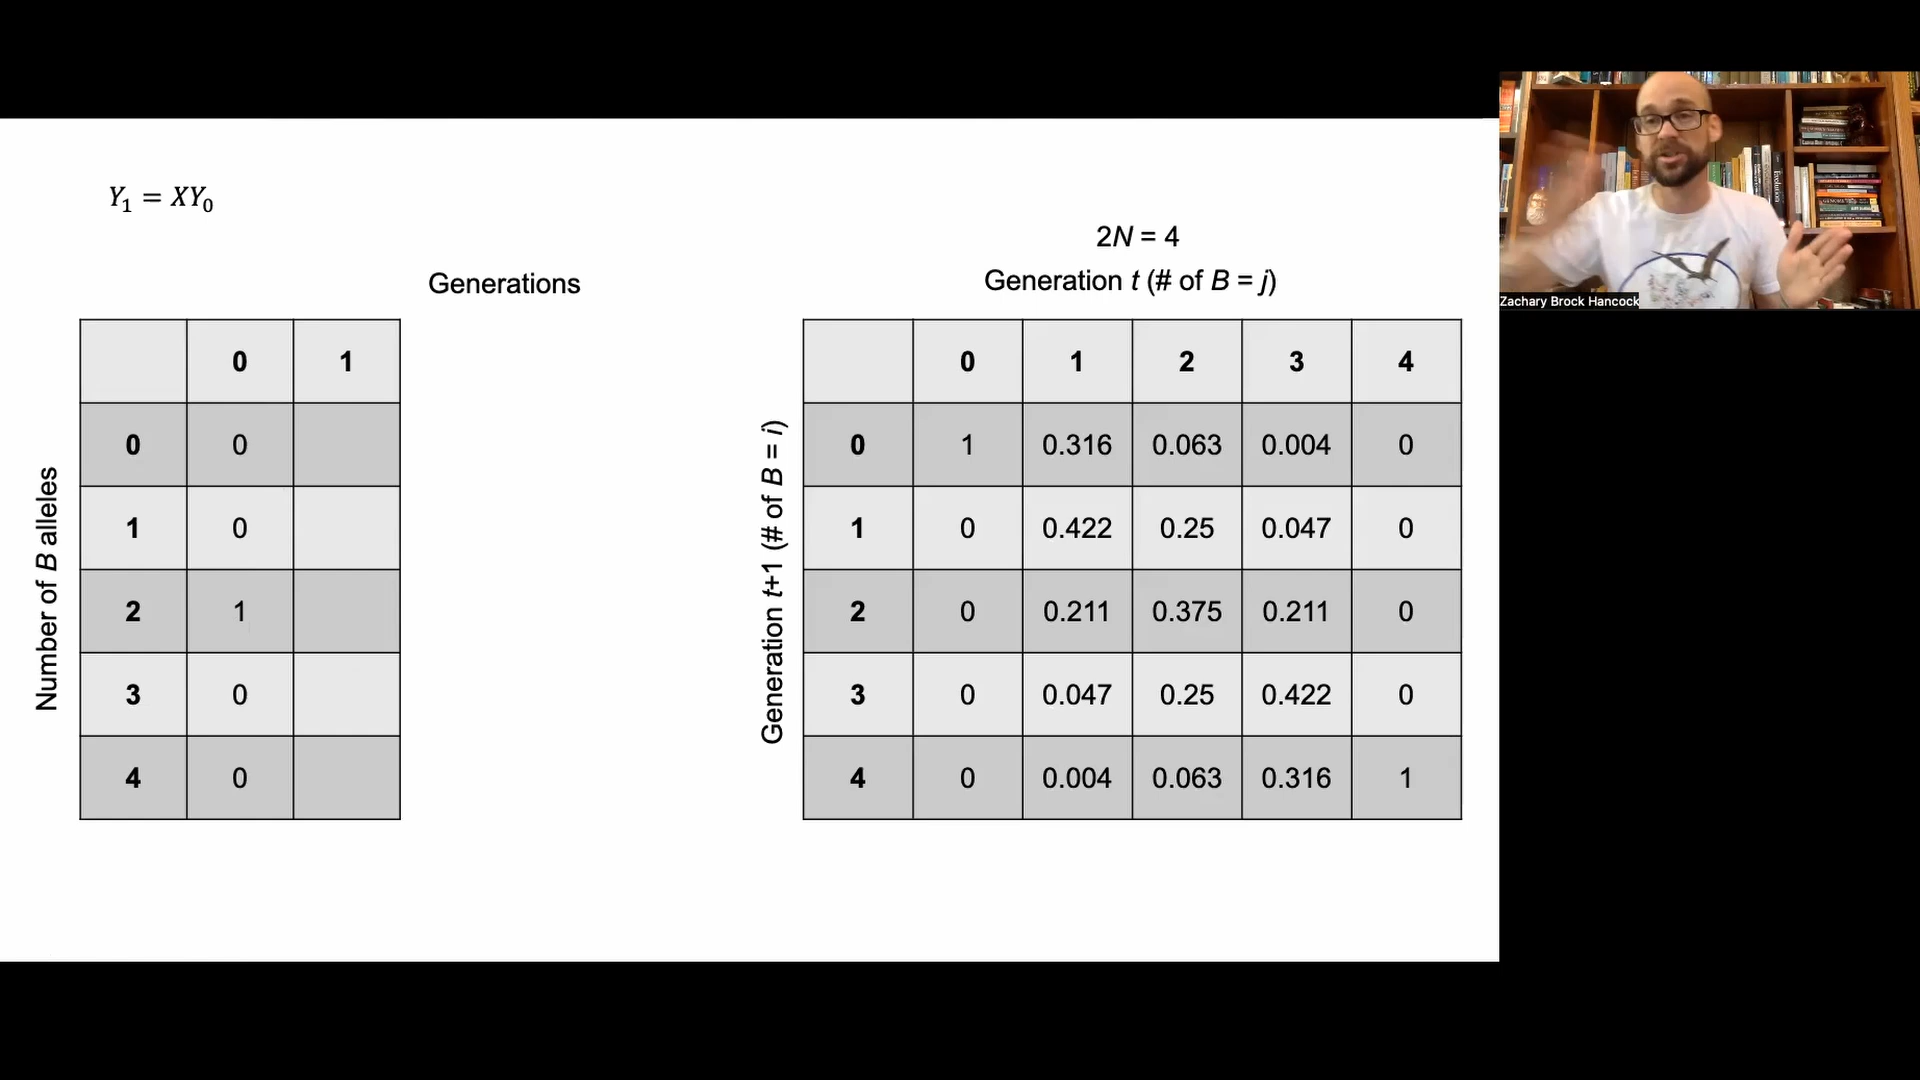 Y₁ = XY₀
Generations
0 1
0 0
1 0
2 1
3 0
4 0
Number of B alleles
2N = 4
Generation t (# of B = j)
0 1 2 3 4
0 1 0.316 0.063 0.004 0
1 0 0.422 0.25 0.047 0
2 0 0.211 0.375 0.211 0
3 0 0.047 0.25 0.422 0
4 0 0.004 0.063 0.316 1
Generation t+1 (# of B = i)
Evolution
Zachary Brock Hancock